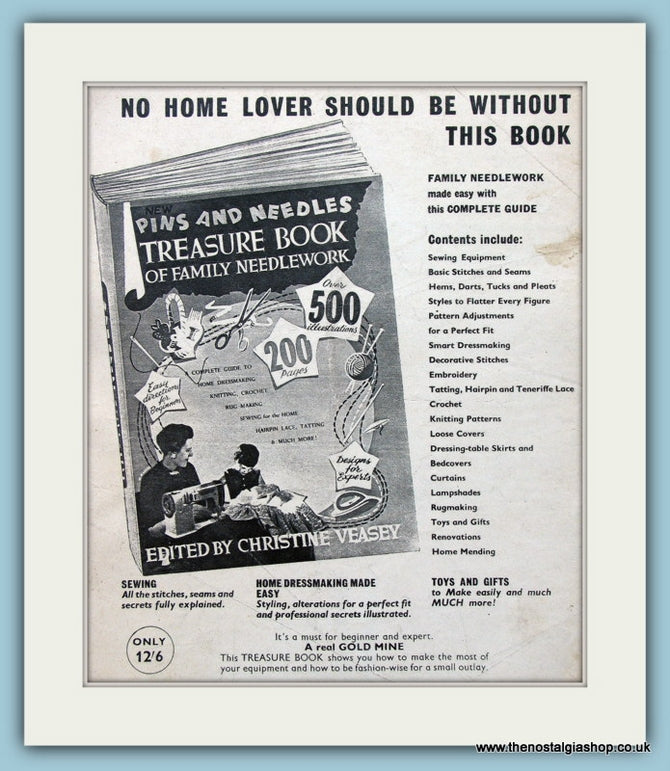 NO HOME LOVER SHOULD BE WITHOUT
THIS BOOK
NEW
PINS AND NEEDLES
TREASURE BOOK
OF FAMILY NEEDLEWORK
Over
500
illustrations
200
Pages
Easy
directions
for
Beginners
A COMPLETE GUIDE TO
HOME DRESSMAKING
KNITTING, CROCHET
RUG MAKING
SEWING for the HOME
HAIRPIN LACE, TATTING
& MUCH MORE!
Designs
for
Experts
EDITED BY CHRISTINE VEASEY
FAMILY NEEDLEWORK
made easy with
this COMPLETE GUIDE
Contents include:
Sewing Equipment
Basic Stitches and Seams
Hems, Darts, Tucks and Pleats
Styles to Flatter Every Figure
Pattern Adjustments
for a Perfect Fit
Smart Dressmaking
Decorative Stitches
Embroidery
Tatting, Hairpin and Teneriffe Lace
Crochet
Knitting Patterns
Loose Covers
Dressing-table Skirts and
Bedcovers
Curtains
Lampshades
Rugmaking
Toys and Gifts
Renovations
Home Mending
SEWING
All the stitches, seams and
secrets fully explained.
HOME DRESSMAKING MADE
EASY
Styling, alterations for a perfect fit
and professional secrets illustrated.
TOYS AND GIFTS
to Make easily and much
MUCH more!
ONLY
12'6
It's a must for beginner and expert.
A real GOLD MINE
This TREASURE BOOK shows you how to make the most of
your equipment and how to be fashion-wise for a small outlay.
www.thenostalgiashop.co.uk